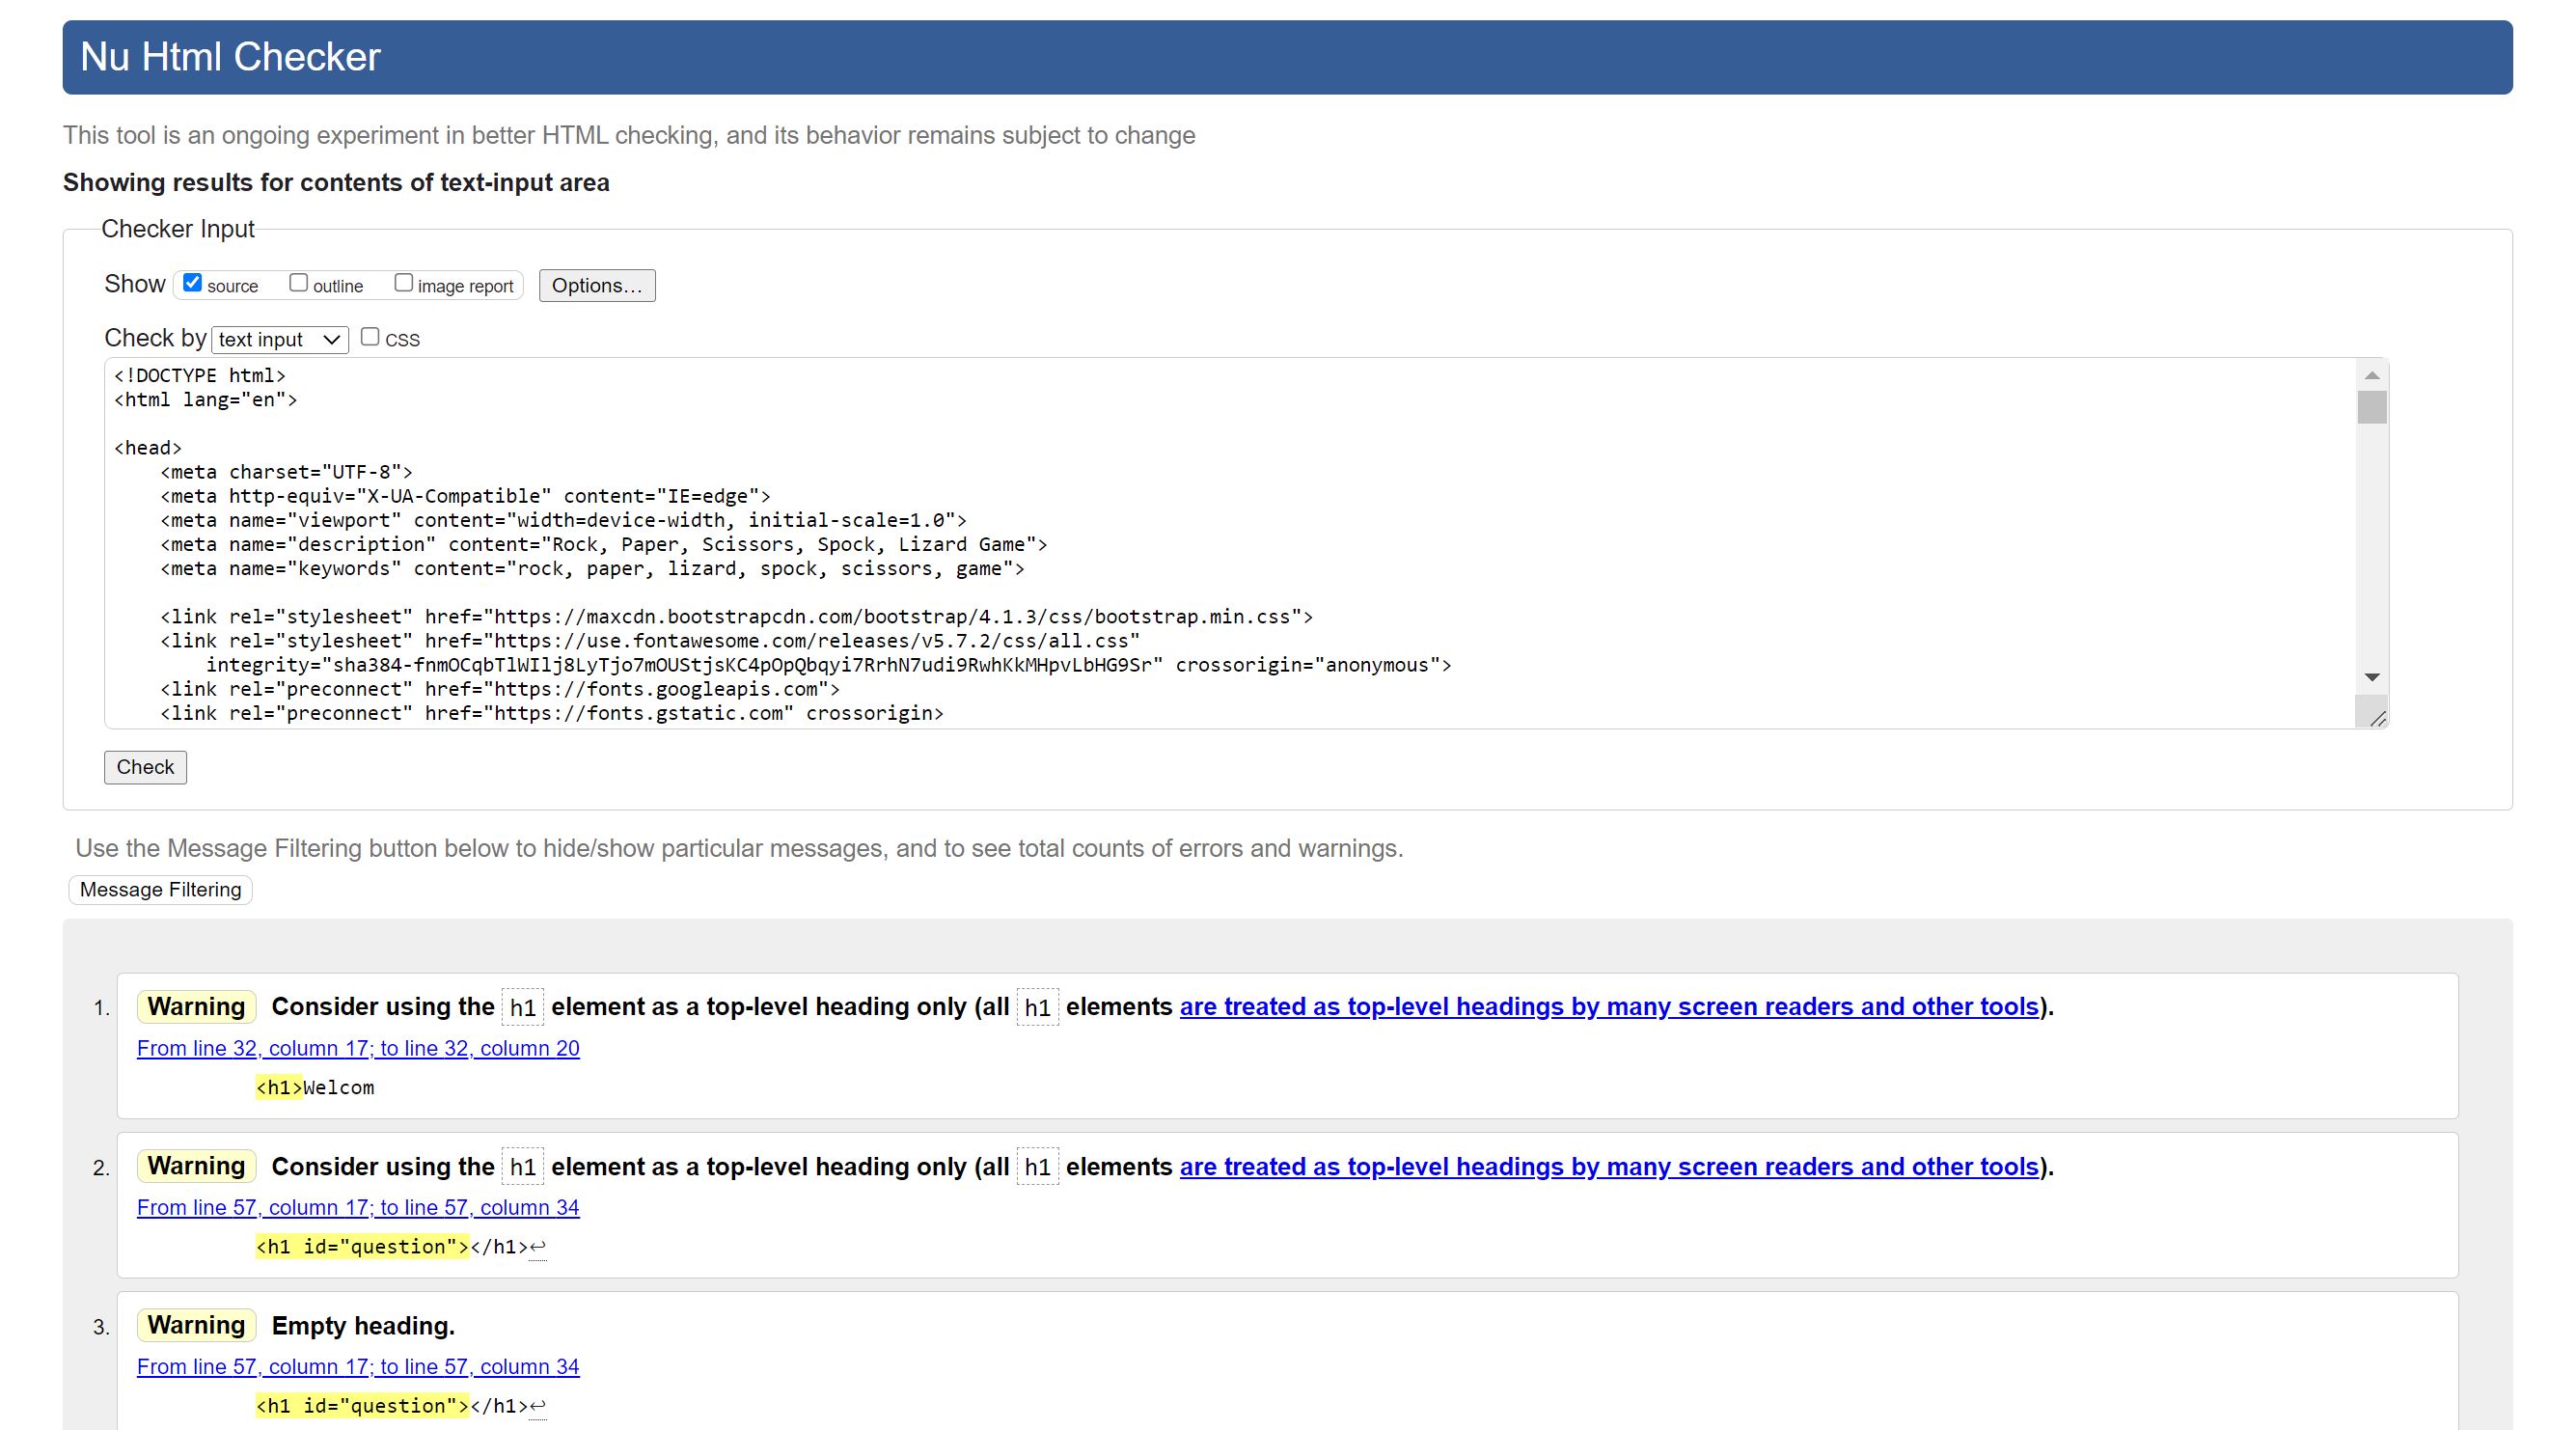 Nu Html Checker
This tool is an ongoing experiment in better HTML checking, and its behavior remains subject to change
Showing results for contents of text-input area
Checker Input
Show source outline image report Options...
Check by text input CSS
<!DOCTYPE html>
<html lang="en">
<head>
<meta charset="UTF-8">
<meta http-equiv="X-UA-Compatible" content="IE=edge">
<meta name="viewport" content="width=device-width, initial-scale=1.0">
<meta name="description" content="Rock, Paper, Scissors, Spock, Lizard Game">
<meta name="keywords" content="rock, paper, lizard, spock, scissors, game">
<link rel="stylesheet" href="https://maxcdn.bootstrapcdn.com/bootstrap/4.1.3/css/bootstrap.min.css">
<link rel="stylesheet" href="https://use.fontawesome.com/releases/v5.7.2/css/all.css"
integrity="sha384-fnmOCqbTlWIlj8LyTjo7mOUStjsKC4pOpQbqyi7RrhN7udi9RwhKkMHpvLbHG9Sr" crossorigin="anonymous">
<link rel="preconnect" href="https://fonts.googleapis.com">
<link rel="preconnect" href="https://fonts.gstatic.com" crossorigin>
Check
Use the Message Filtering button below to hide/show particular messages, and to see total counts of errors and warnings.
Message Filtering
1. Warning Consider using the h1 element as a top-level heading only (all h1 elements are treated as top-level headings by many screen readers and other tools).
From line 32, column 17; to line 32, column 20
<h1>Welcom
2. Warning Consider using the h1 element as a top-level heading only (all h1 elements are treated as top-level headings by many screen readers and other tools).
From line 57, column 17; to line 57, column 34
<h1 id="question"></h1>↩
3. Warning Empty heading.
From line 57, column 17; to line 57, column 34
<h1 id="question"></h1>↩